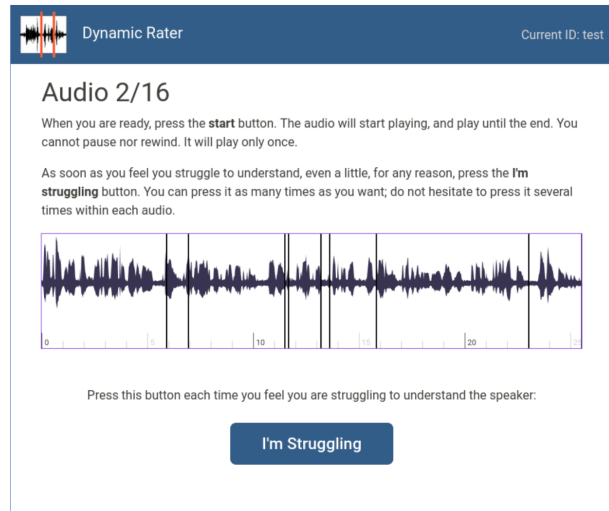 Dynamic Rater
Current ID: test
Audio 2/16
When you are ready, press the start button. The audio will start playing, and play until the end. You
cannot pause nor rewind. It will play only once.
As soon as you feel you struggle to understand, even a little, for any reason, press the I'm
struggling button. You can press it as many times as you want; do not hesitate to press it several
times within each audio.
0 5 10 15 20 25
Press this button each time you feel you are struggling to understand the speaker:
I'm Struggling